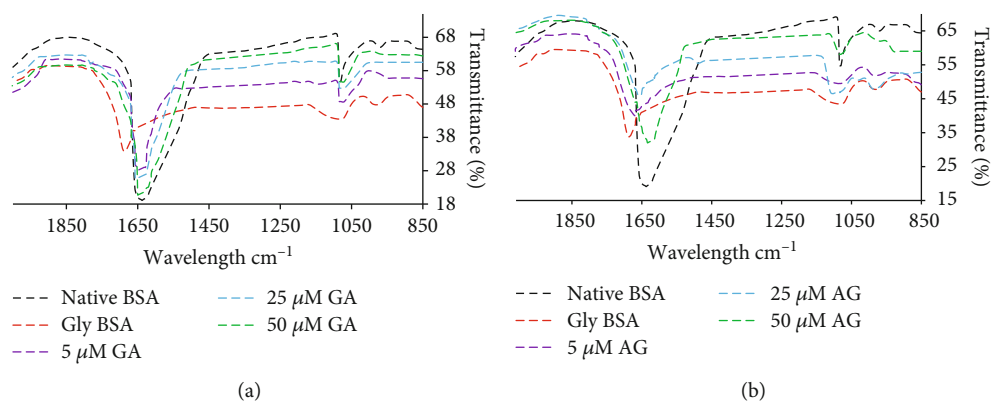 68
58
48
38
28
18
Transmittance (%)
1850 1650 1450 1250 1050 850
Wavelength cm⁻¹
Native BSA
Gly BSA
5 μM GA
25 μM GA
50 μM GA
(a)
65
55
45
35
25
15
Transmittance (%)
1850 1650 1450 1250 1050 850
Wavelength cm⁻¹
Native BSA
Gly BSA
5 μM AG
25 μM AG
50 μM AG
(b)